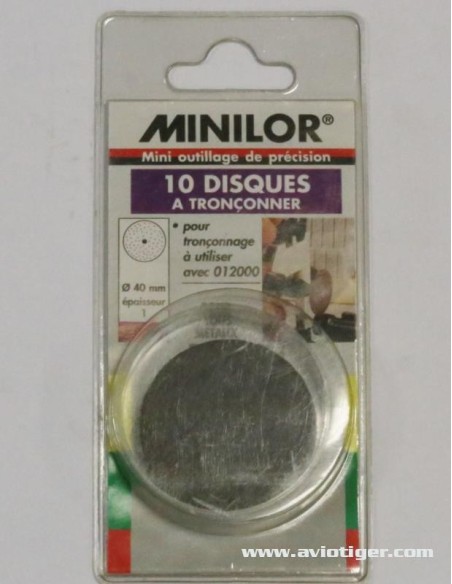 MINILOR®
Mini outillage de précision
10 DISQUES
A TRONÇONNER
• pour
tronçonnage
à utiliser
avec 012000
Ø 40 mm
épaisseur
1
METAUX
www.aviotiger.com